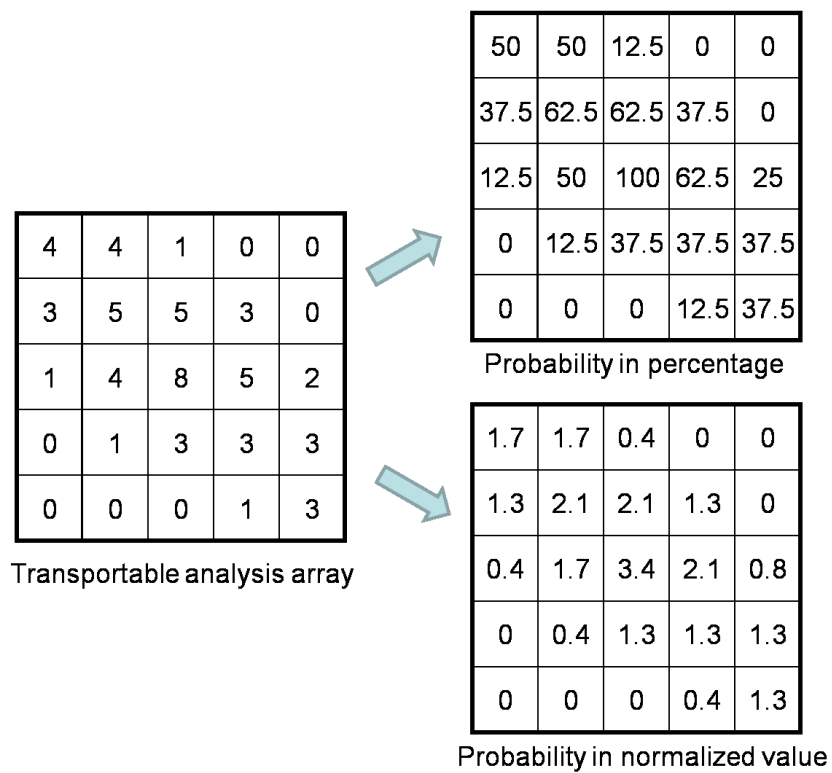 50 50 12.5 0 0
37.5 62.5 62.5 37.5 0
12.5 50 100 62.5 25
0 12.5 37.5 37.5 37.5
0 0 0 12.5 37.5
Probability in percentage
4 4 1 0 0
3 5 5 3 0
1 4 8 5 2
0 1 3 3 3
0 0 0 1 3
Transportable analysis array
1.7 1.7 0.4 0 0
1.3 2.1 2.1 1.3 0
0.4 1.7 3.4 2.1 0.8
0 0.4 1.3 1.3 1.3
0 0 0 0.4 1.3
Probability in normalized value